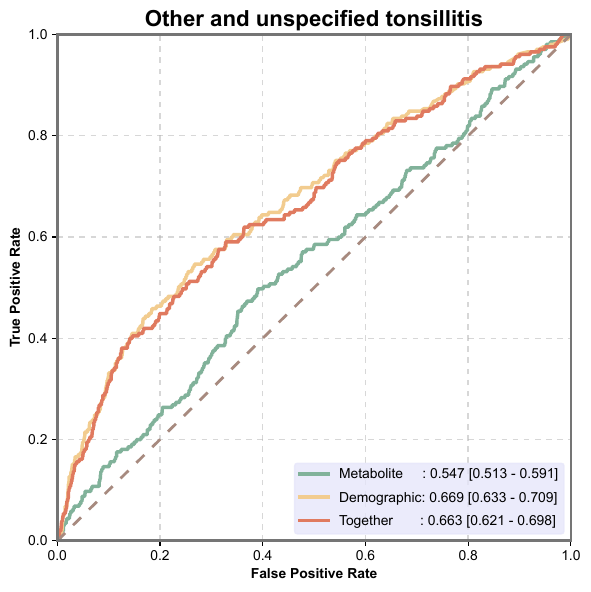 Other and unspecified tonsillitis
True Positive Rate
1.0
0.8
0.6
0.4
0.2
0.0
Metabolite : 0.547 [0.513 - 0.591]
Demographic: 0.669 [0.633 - 0.709]
Together : 0.663 [0.621 - 0.698]
0.0 0.2 0.4 0.6 0.8 1.0
False Positive Rate